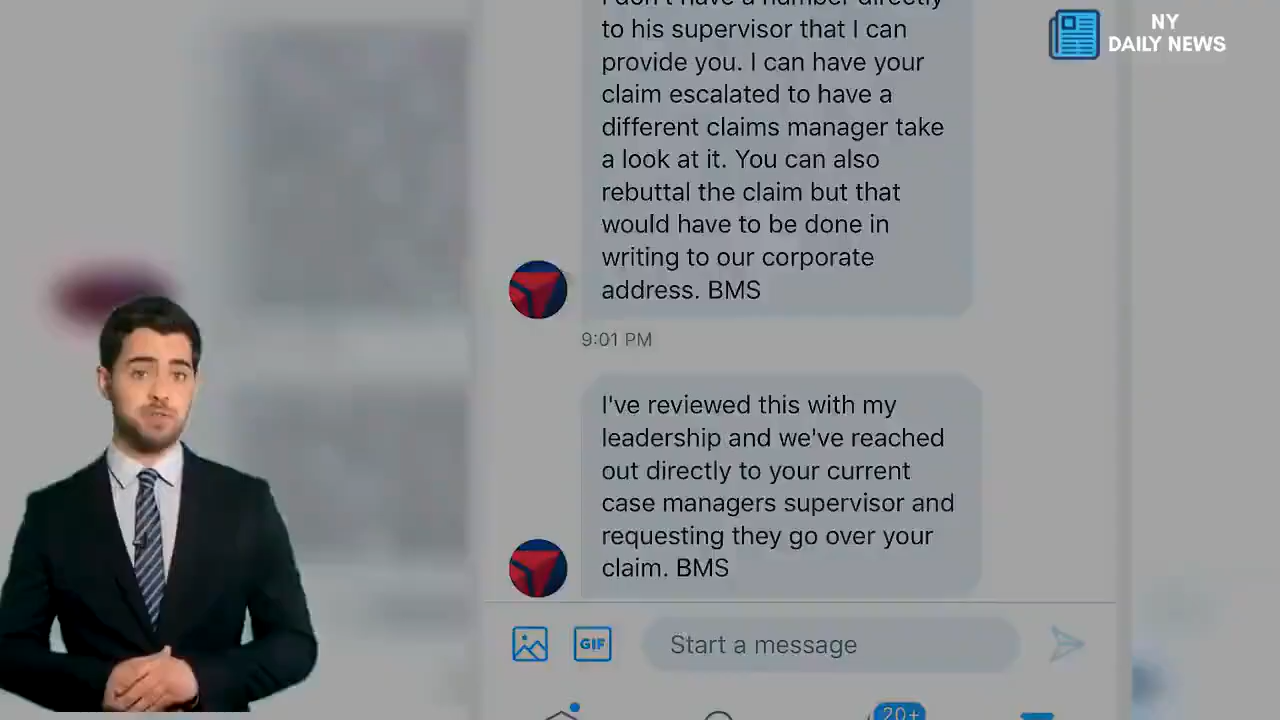 I don't have a number directly
to his supervisor that I can
provide you. I can have your
claim escalated to have a
different claims manager take
a look at it. You can also
rebuttal the claim but that
would have to be done in
writing to our corporate
address. BMS
9:01 PM
I've reviewed this with my
leadership and we've reached
out directly to your current
case managers supervisor and
requesting they go over your
claim. BMS
GIF
Start a message
20+
NY
DAILY NEWS